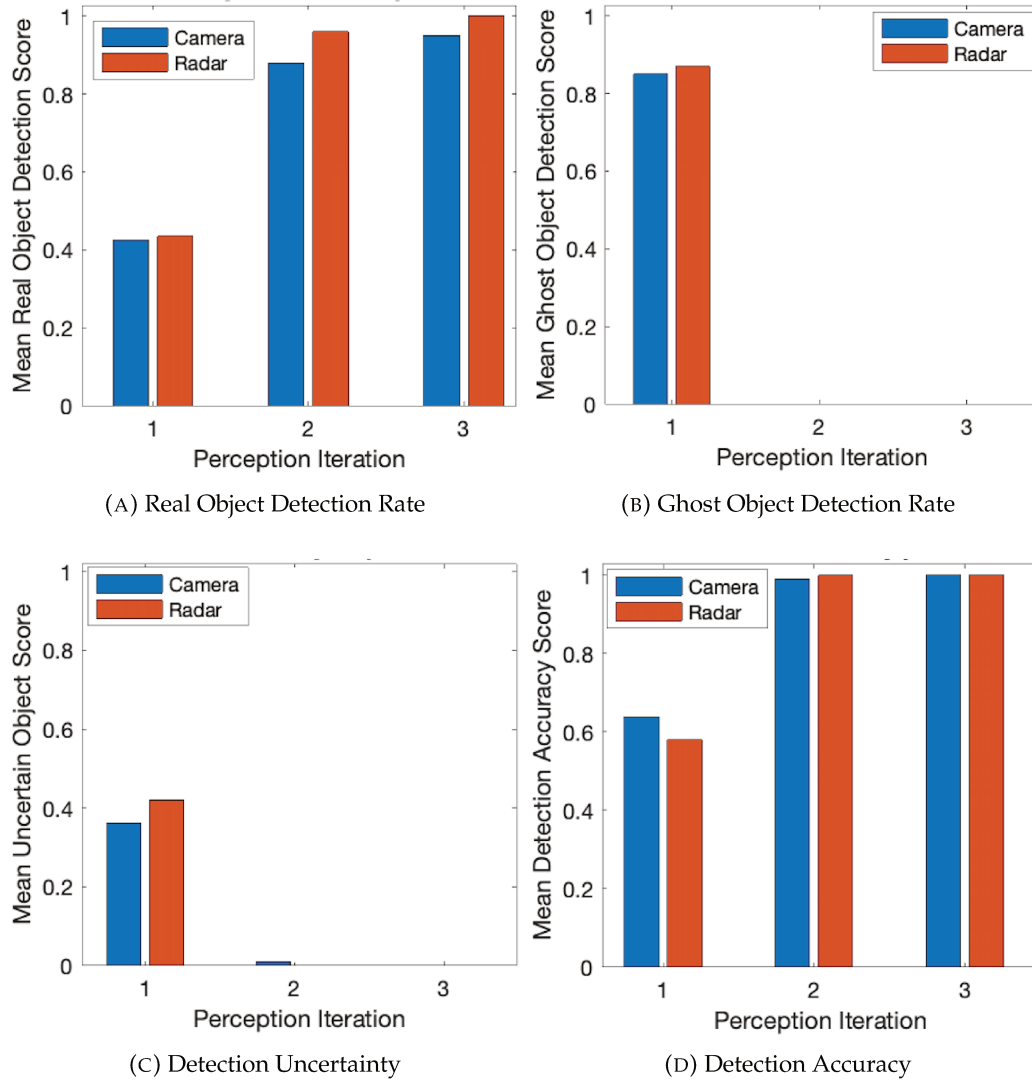 1
0.8
0.6
0.4
0.2
0
Camera
Radar
Mean Real Object Detection Score
1 2 3
Perception Iteration
(A) Real Object Detection Rate
1
0.8
0.6
0.4
0.2
0
Camera
Radar
Mean Ghost Object Detection Score
1 2 3
Perception Iteration
(B) Ghost Object Detection Rate
1
0.8
0.6
0.4
0.2
0
Camera
Radar
Mean Uncertain Object Score
1 2 3
Perception Iteration
(C) Detection Uncertainty
1
0.8
0.6
0.4
0.2
0
Camera
Radar
Mean Detection Accuracy Score
1 2 3
Perception Iteration
(D) Detection Accuracy